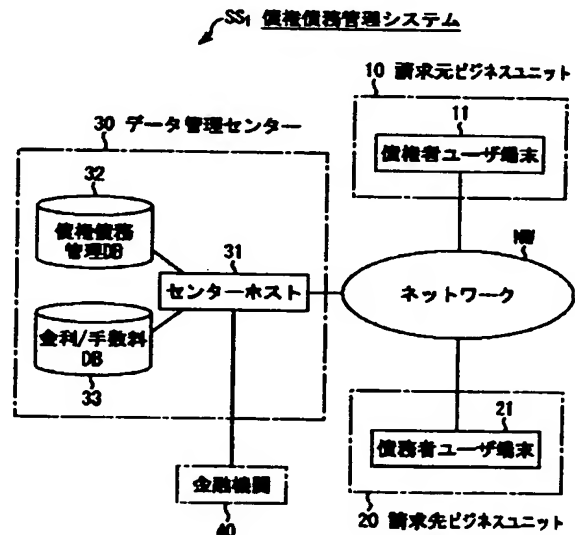 SS1 債権債務管理システム
10 請求元ビジネスユニット
11
債権者ユーザ端末
30 データ管理センター
32
債権債務
管理DB
31
センターホスト
NW
ネットワーク
金利/手数料
DB
33
21
債務者ユーザ端末
金融機関
40
20 請求先ビジネスユニット